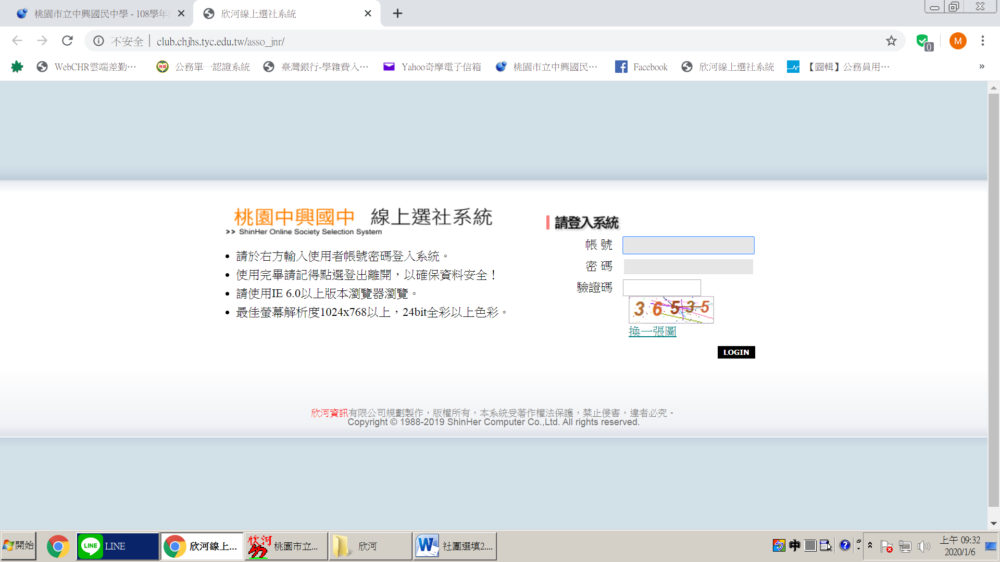 桃園市立中興國民中學 - 108學年
欣河線上選社系統
不安全
club.chjhs.tyc.edu.tw/asso_jnr/
0
M
WebCHR雲端差勤…
公務單一認證系統
臺灣銀行-學雜費入…
Yahoo奇摩電子信箱
桃園市立中興國民…
Facebook
欣河線上選社系統
【圖輯】公務員用…
»
桃園中興國中 線上選社系統
>> ShinHer Online Society Selection System
• 請於右方輸入使用者帳號密碼登入系統。
• 使用完畢請記得點選登出離開，以確保資料安全！
• 請使用IE 6.0以上版本瀏覽器瀏覽。
• 最佳螢幕解析度1024x768以上，24bit全彩以上色彩。
請登入系統
帳 號
密 碼
驗證碼
36535
換一張圖
LOGIN
欣河資訊有限公司規劃製作，版權所有，本系統受著作權法保護，禁止侵害，違者必究。
Copyright © 1988-2019 ShinHer Computer Co.,Ltd. All rights reserved.
開始
LINE
LINE
欣河線上...
欣河
桃園市立...
欣河
W
社團選填2....
中
上午 09:32
2020/1/6